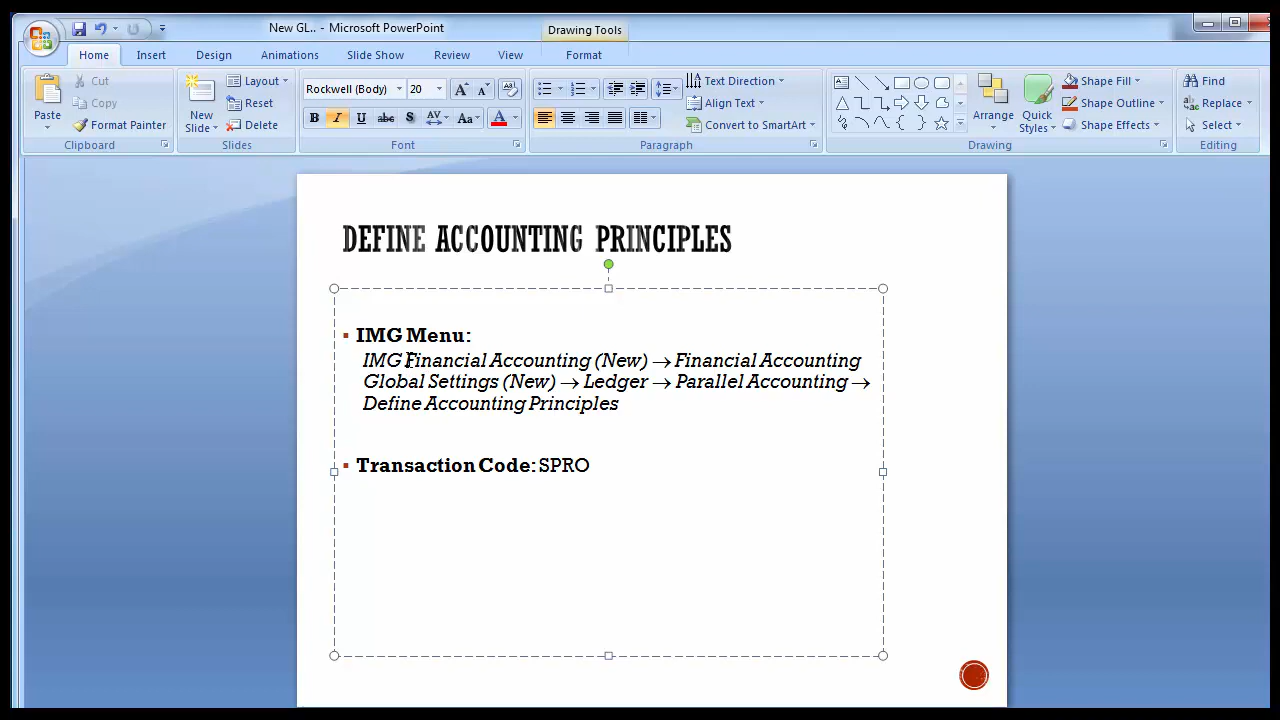 New GL.. - Microsoft PowerPoint
Drawing Tools
Home Insert Design Animations Slide Show Review View Format
Paste
Cut
Copy
Format Painter
Clipboard
New Slide
Layout
Reset
Delete
Slides
Rockwell (Body) 20
B I U abc S AV Aa A
Font
Text Direction
Align Text
Convert to SmartArt
Paragraph
Arrange
Quick Styles
Shape Fill
Shape Outline
Shape Effects
Drawing
Find
Replace
Select
Editing
DEFINE ACCOUNTING PRINCIPLES
▪ IMG Menu:
IMG Financial Accounting (New) → Financial Accounting
Global Settings (New) → Ledger → Parallel Accounting →
Define Accounting Principles
▪ Transaction Code: SPRO